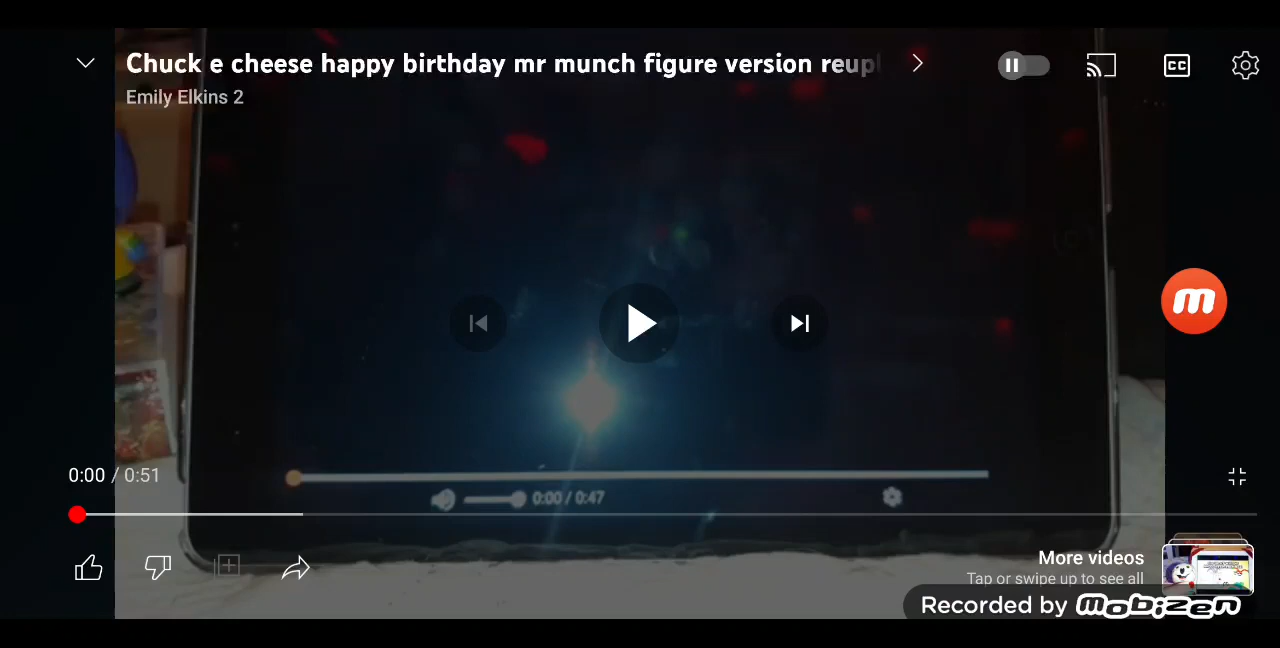 Chuck e cheese happy birthday mr munch figure version reupl
Emily Elkins 2
CC
m
0:00 / 0:51
0:00 / 0:47
More videos
Tap or swipe up to see all
Recorded by mobizen